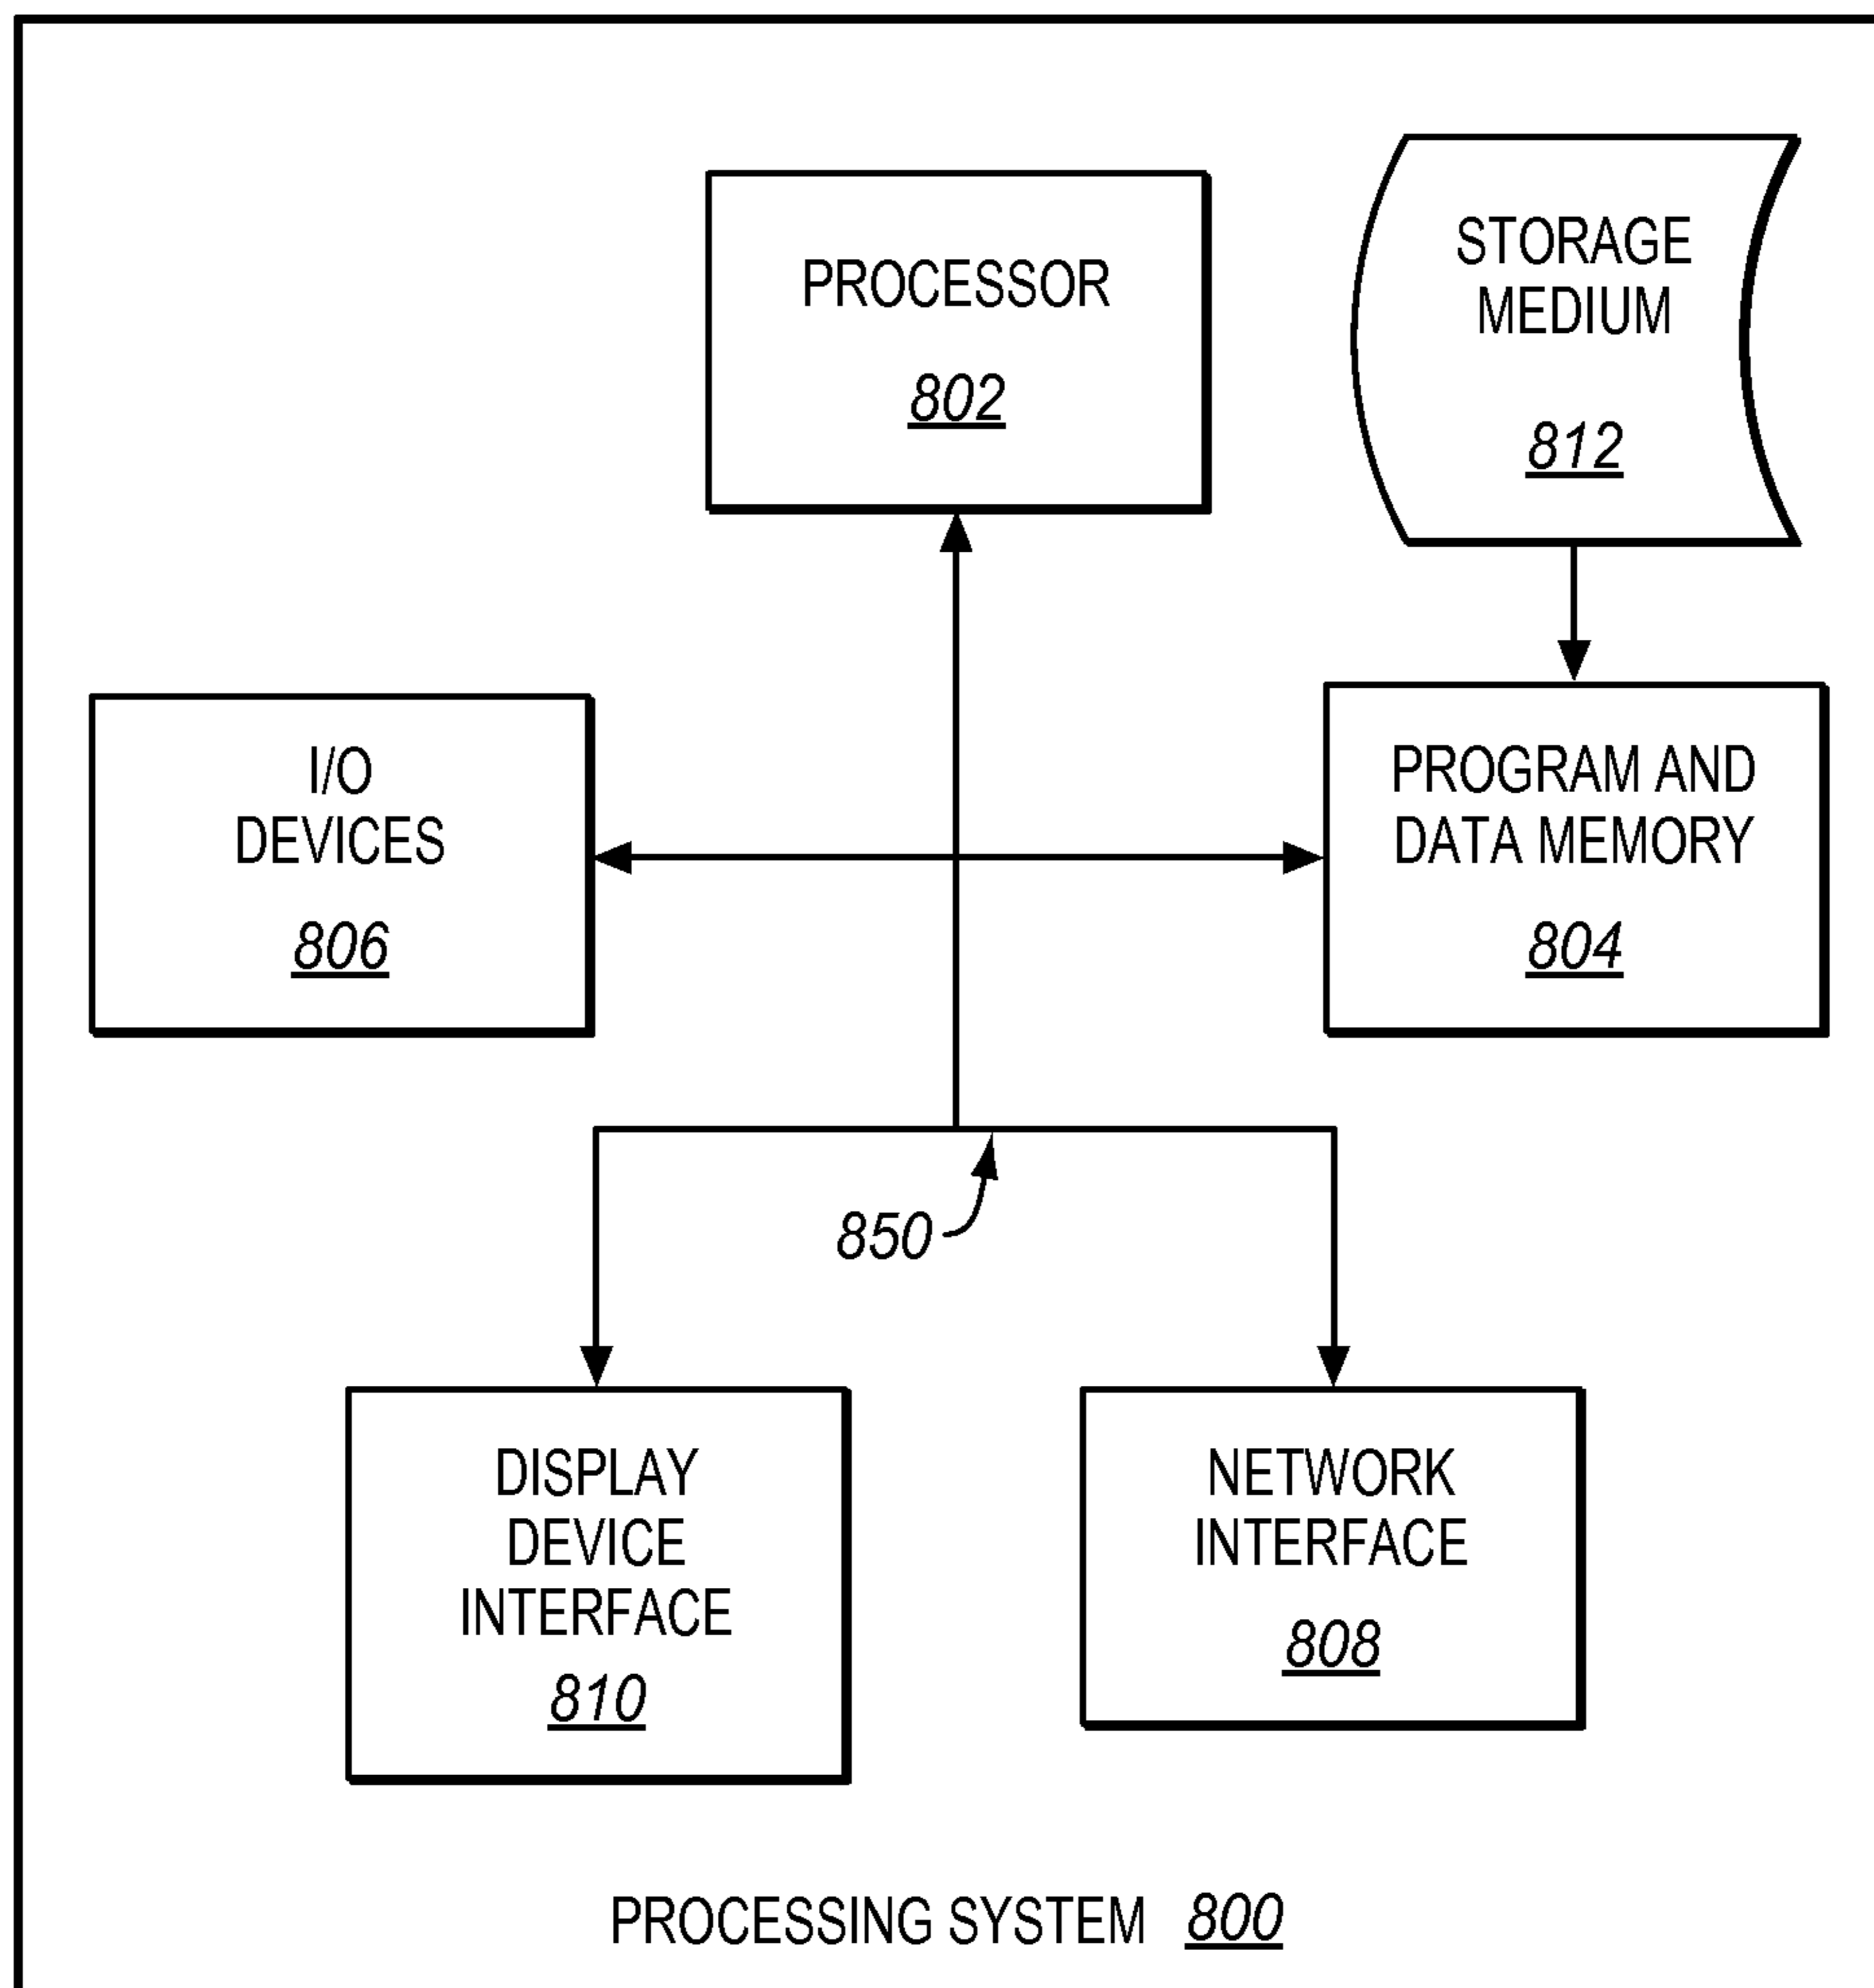 PROCESSOR
802
STORAGE
MEDIUM
812
I/O
DEVICES
806
PROGRAM AND
DATA MEMORY
804
850
DISPLAY
DEVICE
INTERFACE
810
NETWORK
INTERFACE
808
PROCESSING SYSTEM 800